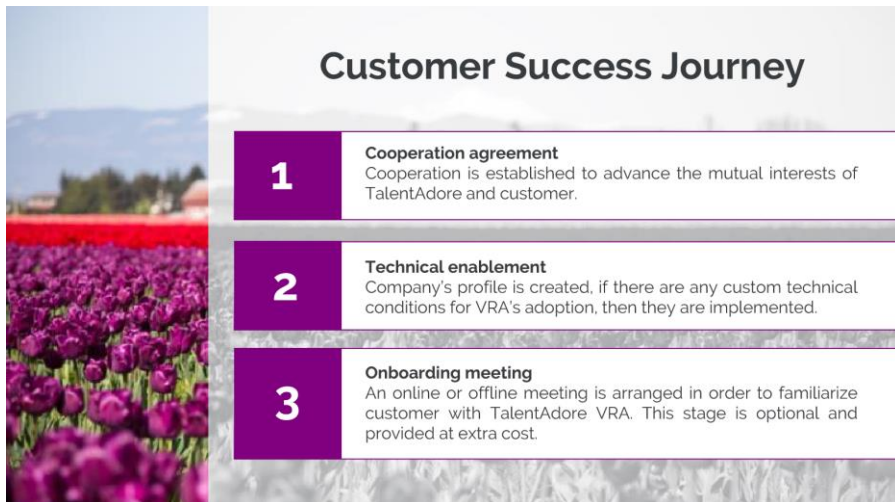 Customer Success Journey
1
Cooperation agreement
Cooperation is established to advance the mutual interests of
TalentAdore and customer.
2
Technical enablement
Company's profile is created, if there are any custom technical
conditions for VRA's adoption, then they are implemented.
3
Onboarding meeting
An online or offline meeting is arranged in order to familiarize
customer with TalentAdore VRA. This stage is optional and
provided at extra cost.